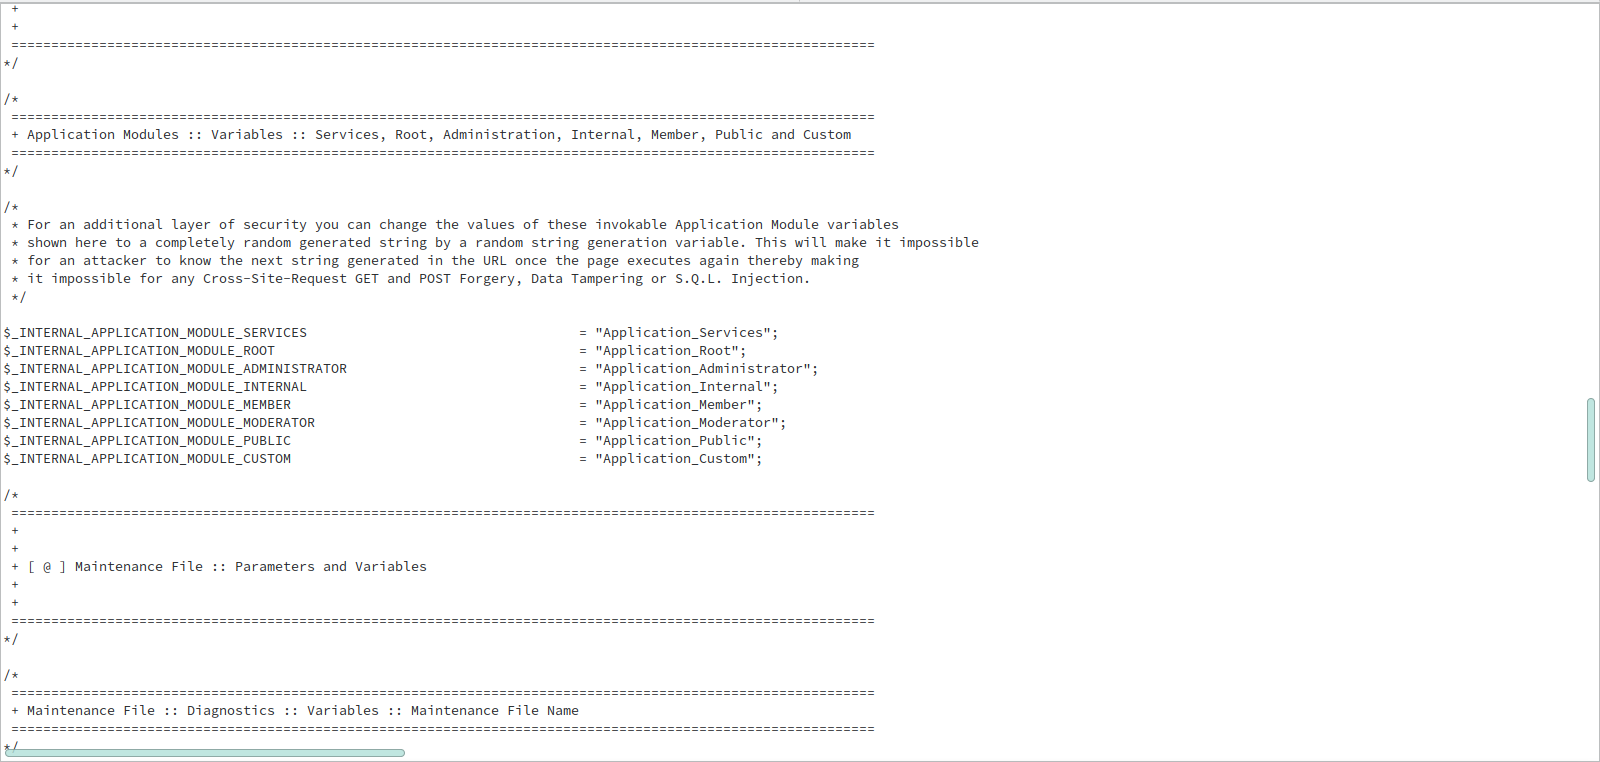 +
+
============================================================================================================
*/
/*
============================================================================================================
+ Application Modules :: Variables :: Services, Root, Administration, Internal, Member, Public and Custom
============================================================================================================
*/
/*
* For an additional layer of security you can change the values of these invokable Application Module variables
* shown here to a completely random generated string by a random string generation variable. This will make it impossible
* for an attacker to know the next string generated in the URL once the page executes again thereby making
* it impossible for any Cross-Site-Request GET and POST Forgery, Data Tampering or S.Q.L. Injection.
*/
$_INTERNAL_APPLICATION_MODULE_SERVICES = "Application_Services";
$_INTERNAL_APPLICATION_MODULE_ROOT = "Application_Root";
$_INTERNAL_APPLICATION_MODULE_ADMINISTRATOR = "Application_Administrator";
$_INTERNAL_APPLICATION_MODULE_INTERNAL = "Application_Internal";
$_INTERNAL_APPLICATION_MODULE_MEMBER = "Application_Member";
$_INTERNAL_APPLICATION_MODULE_MODERATOR = "Application_Moderator";
$_INTERNAL_APPLICATION_MODULE_PUBLIC = "Application_Public";
$_INTERNAL_APPLICATION_MODULE_CUSTOM = "Application_Custom";
/*
============================================================================================================
+
+
+ [ @ ] Maintenance File :: Parameters and Variables
+
+
============================================================================================================
*/
/*
============================================================================================================
+ Maintenance File :: Diagnostics :: Variables :: Maintenance File Name
============================================================================================================
*/